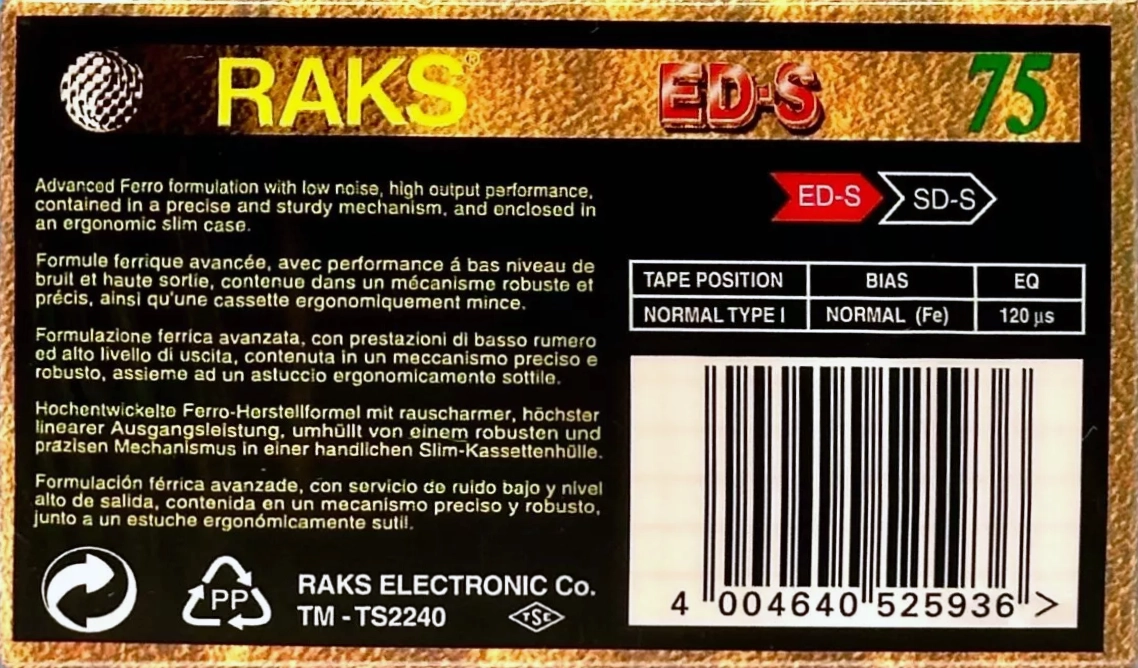 RAKS® ED-S 75
Advanced Ferro formulation with low noise, high output performance,
contained in a precise and sturdy mechanism, and enclosed in
an ergonomic slim case.
Formule ferrique avancée, avec performance á bas niveau de
bruit et haute sortie, contenue dans un mécanisme robuste et
précis, ainsi qu'une cassette ergonomiquement mince.
Formulazione ferrica avanzata, con prestazioni di basso rumero
ed alto livello di uscita, contenuta in un meccanismo preciso e
robusto, assieme ad un astuccio ergonomicamente sottile.
Hochentwickelte Ferro-Herstellformel mit rauscharmer, höchster
linearer Ausgangsleistung, umhüllt von einem robusten und
präzisen Mechanismus in einer handlichen Slim-Kassettenhülle.
Formulación férrica avanzade, con servicio de ruido bajo y nivel
alto de salida, contenida en un mecanismo preciso y robusto,
junto a un estuche ergonómicamente sutil.
PP
RAKS ELECTRONIC Co.
TM - TS2240
TSE
ED-S SD-S
TAPE POSITION BIAS EQ
NORMAL TYPE I NORMAL (Fe) 120 µs
4 004640 525936 >